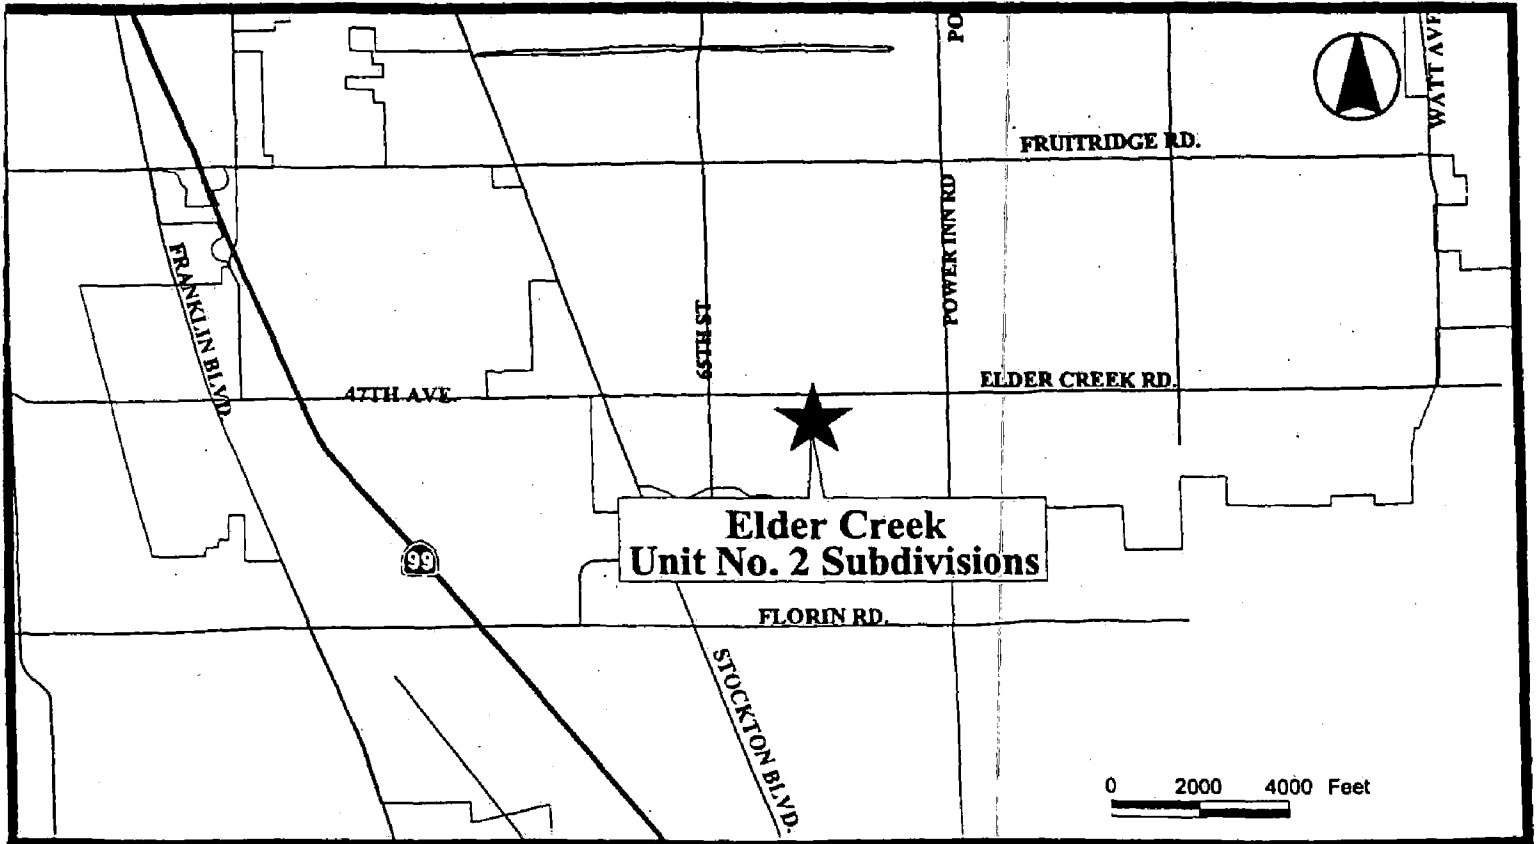 PO
WATT AVE
FRUITRIDGE RD.
POWER INN RD
FRANKLIN BLVD.
65TH ST
47TH AVE.
ELDER CREEK RD.
Elder Creek
Unit No. 2 Subdivisions
99
FLORIN RD.
STOCKTON BLVD.
0 2000 4000 Feet